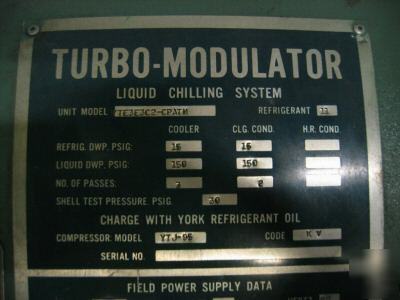 TURBO-MODULATOR
LIQUID CHILLING SYSTEM
UNIT MODEL REFRIGERANT 11
COOLER CLG. COND. H.R. COND.
REFRIG. DWP. PSIG: 15 15
LIQUID DWP. PSIG: 150 150
NO. OF PASSES: 2
SHELL TEST PRESSURE PSIG. 30
CHARGE WITH YORK REFRIGERANT OIL
COMPRESSOR: MODEL YTJ-95 CODE K V
SERIAL NO.
FIELD POWER SUPPLY DATA